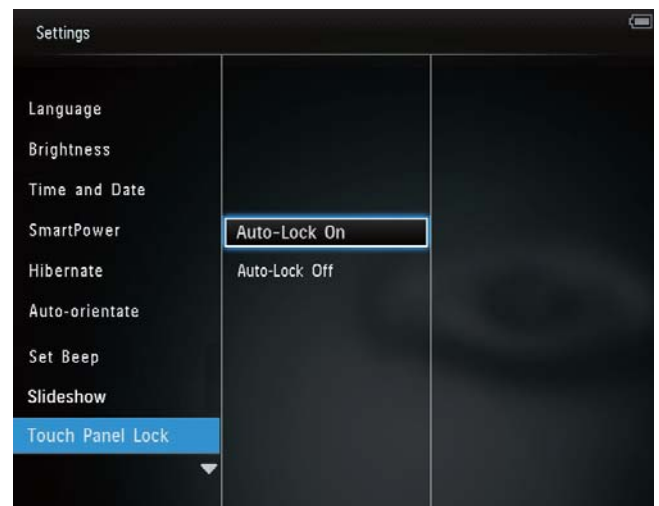 Settings
Language
Brightness
Time and Date
SmartPower
Hibernate
Auto-orientate
Set Beep
Slideshow
Touch Panel Lock
Auto-Lock On
Auto-Lock Off